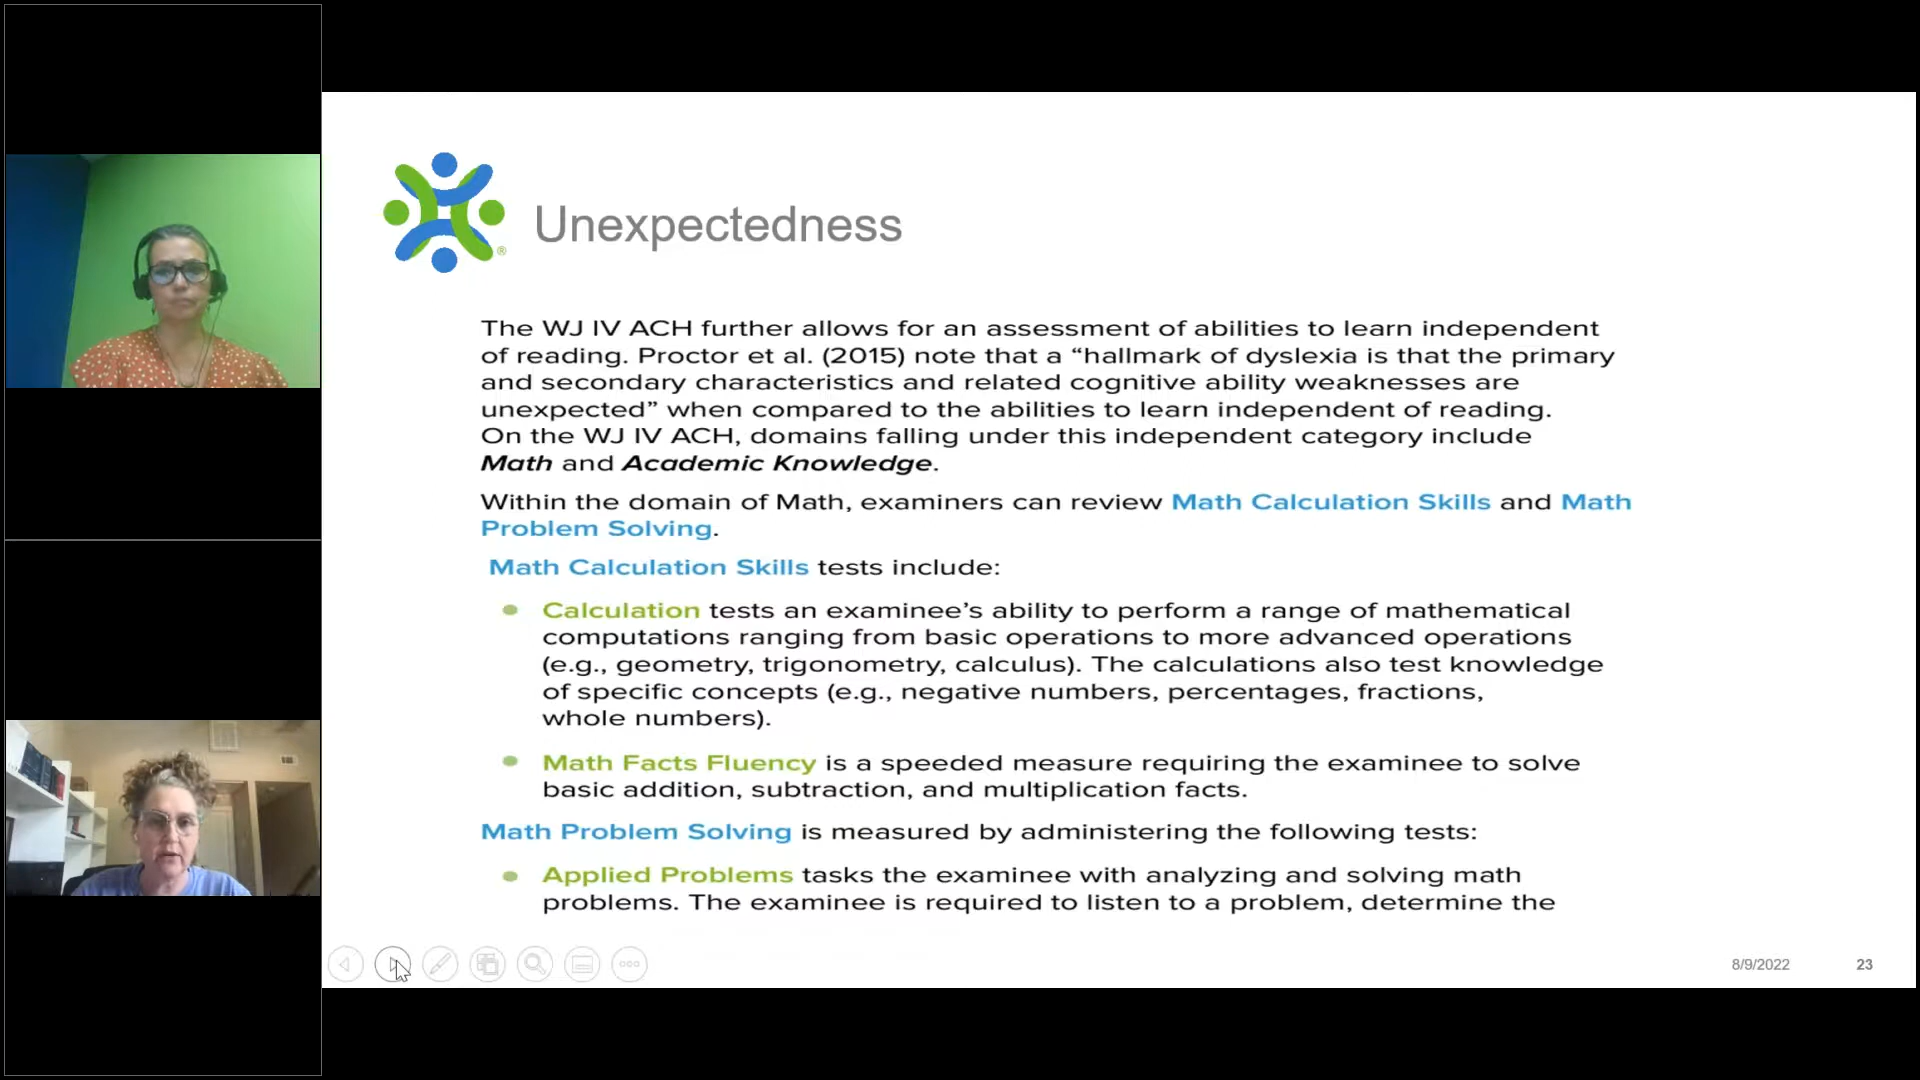 ®
Unexpectedness
The WJ IV ACH further allows for an assessment of abilities to learn independent
of reading. Proctor et al. (2015) note that a “hallmark of dyslexia is that the primary
and secondary characteristics and related cognitive ability weaknesses are
unexpected” when compared to the abilities to learn independent of reading.
On the WJ IV ACH, domains falling under this independent category include
Math and Academic Knowledge.
Within the domain of Math, examiners can review Math Calculation Skills and Math
Problem Solving.
Math Calculation Skills tests include:
Calculation tests an examinee’s ability to perform a range of mathematical
computations ranging from basic operations to more advanced operations
(e.g., geometry, trigonometry, calculus). The calculations also test knowledge
of specific concepts (e.g., negative numbers, percentages, fractions,
whole numbers).
Math Facts Fluency is a speeded measure requiring the examinee to solve
basic addition, subtraction, and multiplication facts.
Math Problem Solving is measured by administering the following tests:
Applied Problems tasks the examinee with analyzing and solving math
problems. The examinee is required to listen to a problem, determine the
8/9/2022
23